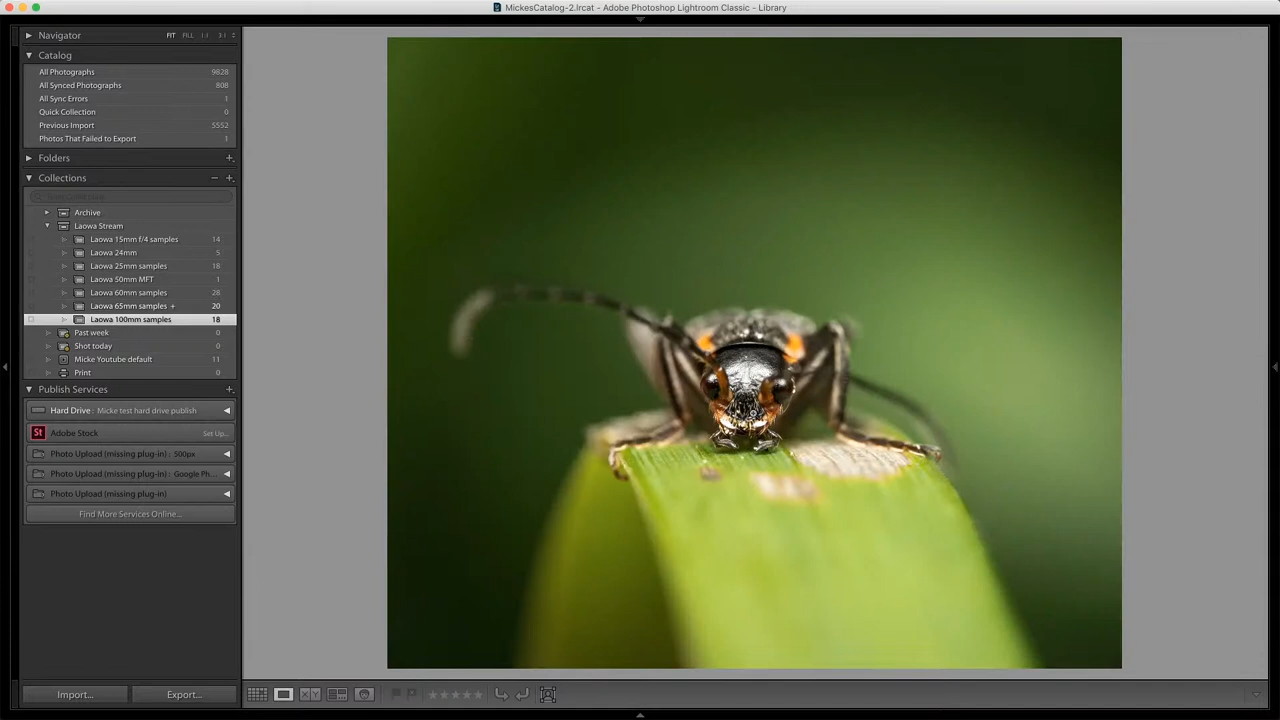 MickesCatalog-2.lrcat - Adobe Photoshop Lightroom Classic - Library
Navigator FIT FILL 1:1 3:1
Catalog
All Photographs 9828
All Synced Photographs 808
All Sync Errors 1
Quick Collection 0
Previous Import 5552
Photos That Failed to Export 1
Folders
Collections
Archive
Laowa Stream
Laowa 15mm f/4 samples 14
Laowa 24mm 5
Laowa 25mm samples 18
Laowa 50mm MFT 1
Laowa 60mm samples 28
Laowa 65mm samples + 20
Laowa 100mm samples 18
Past week 0
Shot today 0
Micke Youtube default 11
Print 0
Publish Services
Hard Drive : Micke test hard drive publish
St Adobe Stock Set Up...
Photo Upload (missing plug-in) : 500px
Photo Upload (missing plug-in) : Google Ph...
Photo Upload (missing plug-in)
Find More Services Online...
Import... Export... XY